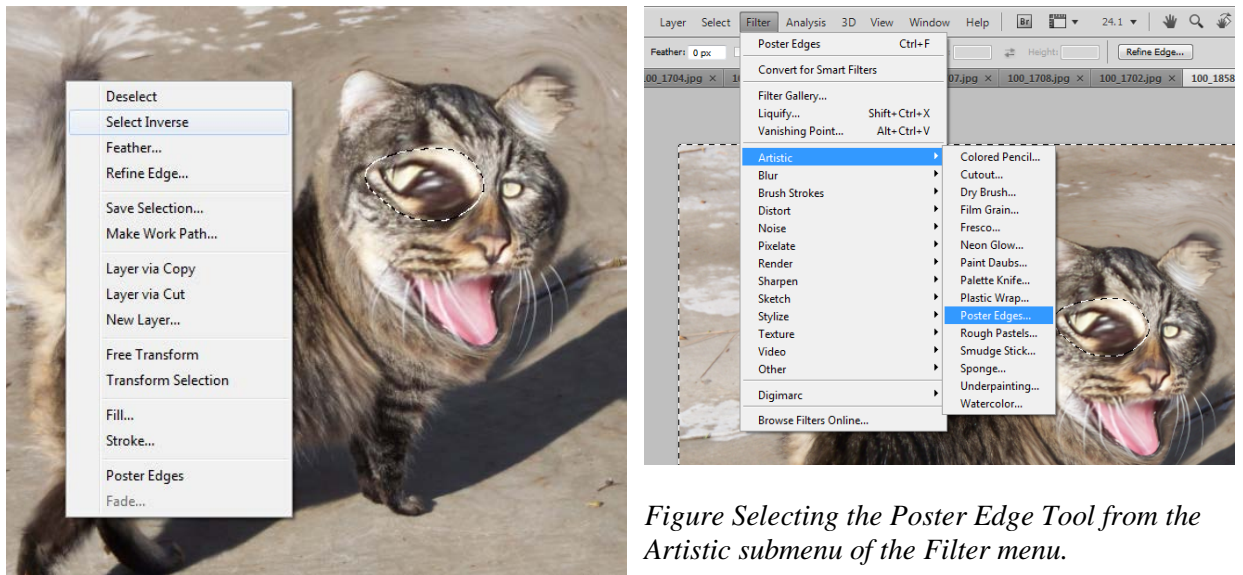 Deselect
Select Inverse
Feather...
Refine Edge...
Save Selection...
Make Work Path...
Layer via Copy
Layer via Cut
New Layer...
Free Transform
Transform Selection
Fill...
Stroke...
Poster Edges
Fade...
Layer Select Filter Analysis 3D View Window Help Br 24.1
Feather: 0 px Height: Refine Edge...
00_1704.jpg × 07.jpg × 100_1708.jpg × 100_1702.jpg × 100_1858
Poster Edges Ctrl+F
Convert for Smart Filters
Filter Gallery...
Liquify... Shift+Ctrl+X
Vanishing Point... Alt+Ctrl+V
Artistic
Blur
Brush Strokes
Distort
Noise
Pixelate
Render
Sharpen
Sketch
Stylize
Texture
Video
Other
Digimarc
Browse Filters Online...
Colored Pencil...
Cutout...
Dry Brush...
Film Grain...
Fresco...
Neon Glow...
Paint Daubs...
Palette Knife...
Plastic Wrap...
Poster Edges...
Rough Pastels...
Smudge Stick...
Sponge...
Underpainting...
Watercolor...
Figure Selecting the Poster Edge Tool from the
Artistic submenu of the Filter menu.